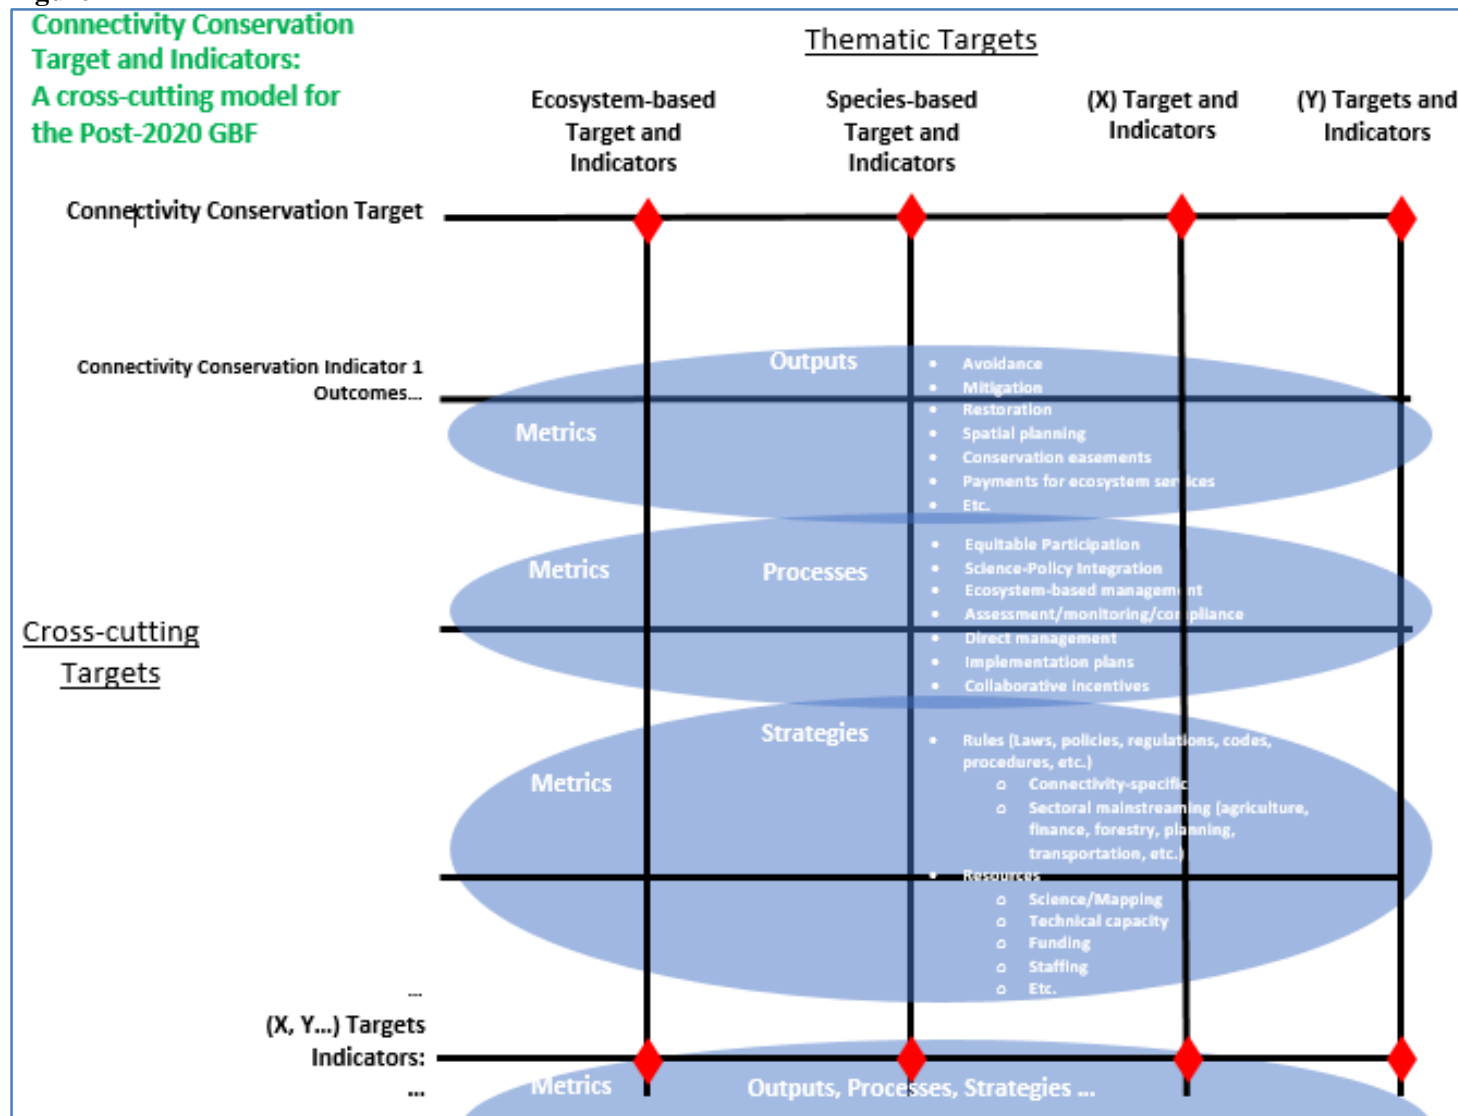 Connectivity Conservation
Target and Indicators:
A cross-cutting model for
the Post-2020 GBF
Thematic Targets
Ecosystem-based
Target and
Indicators
Species-based
Target and
Indicators
(X) Target and
Indicators
(Y) Targets and
Indicators
Connectivity Conservation Target
Connectivity Conservation Indicator 1
Outcomes...
Outputs
Metrics
• Avoidance
• Mitigation
• Restoration
• Spatial planning
• Conservation easements
• Payments for ecosystem services
• Etc.
Metrics
Processes
• Equitable Participation
• Science-Policy Integration
• Ecosystem-based management
• Assessment/monitoring/compliance
• Direct management
• Implementation plans
• Collaborative incentives
Cross-cutting
Targets
Strategies
Metrics
• Rules (Laws, policies, regulations, codes,
procedures, etc.)
o Connectivity-specific
o Sectoral mainstreaming (agriculture,
finance, forestry, planning,
transportation, etc.)
• Resources
o Science/Mapping
o Technical capacity
o Funding
o Staffing
o Etc.
...
(X, Y...) Targets
Indicators:
...
Metrics
Outputs, Processes, Strategies ...